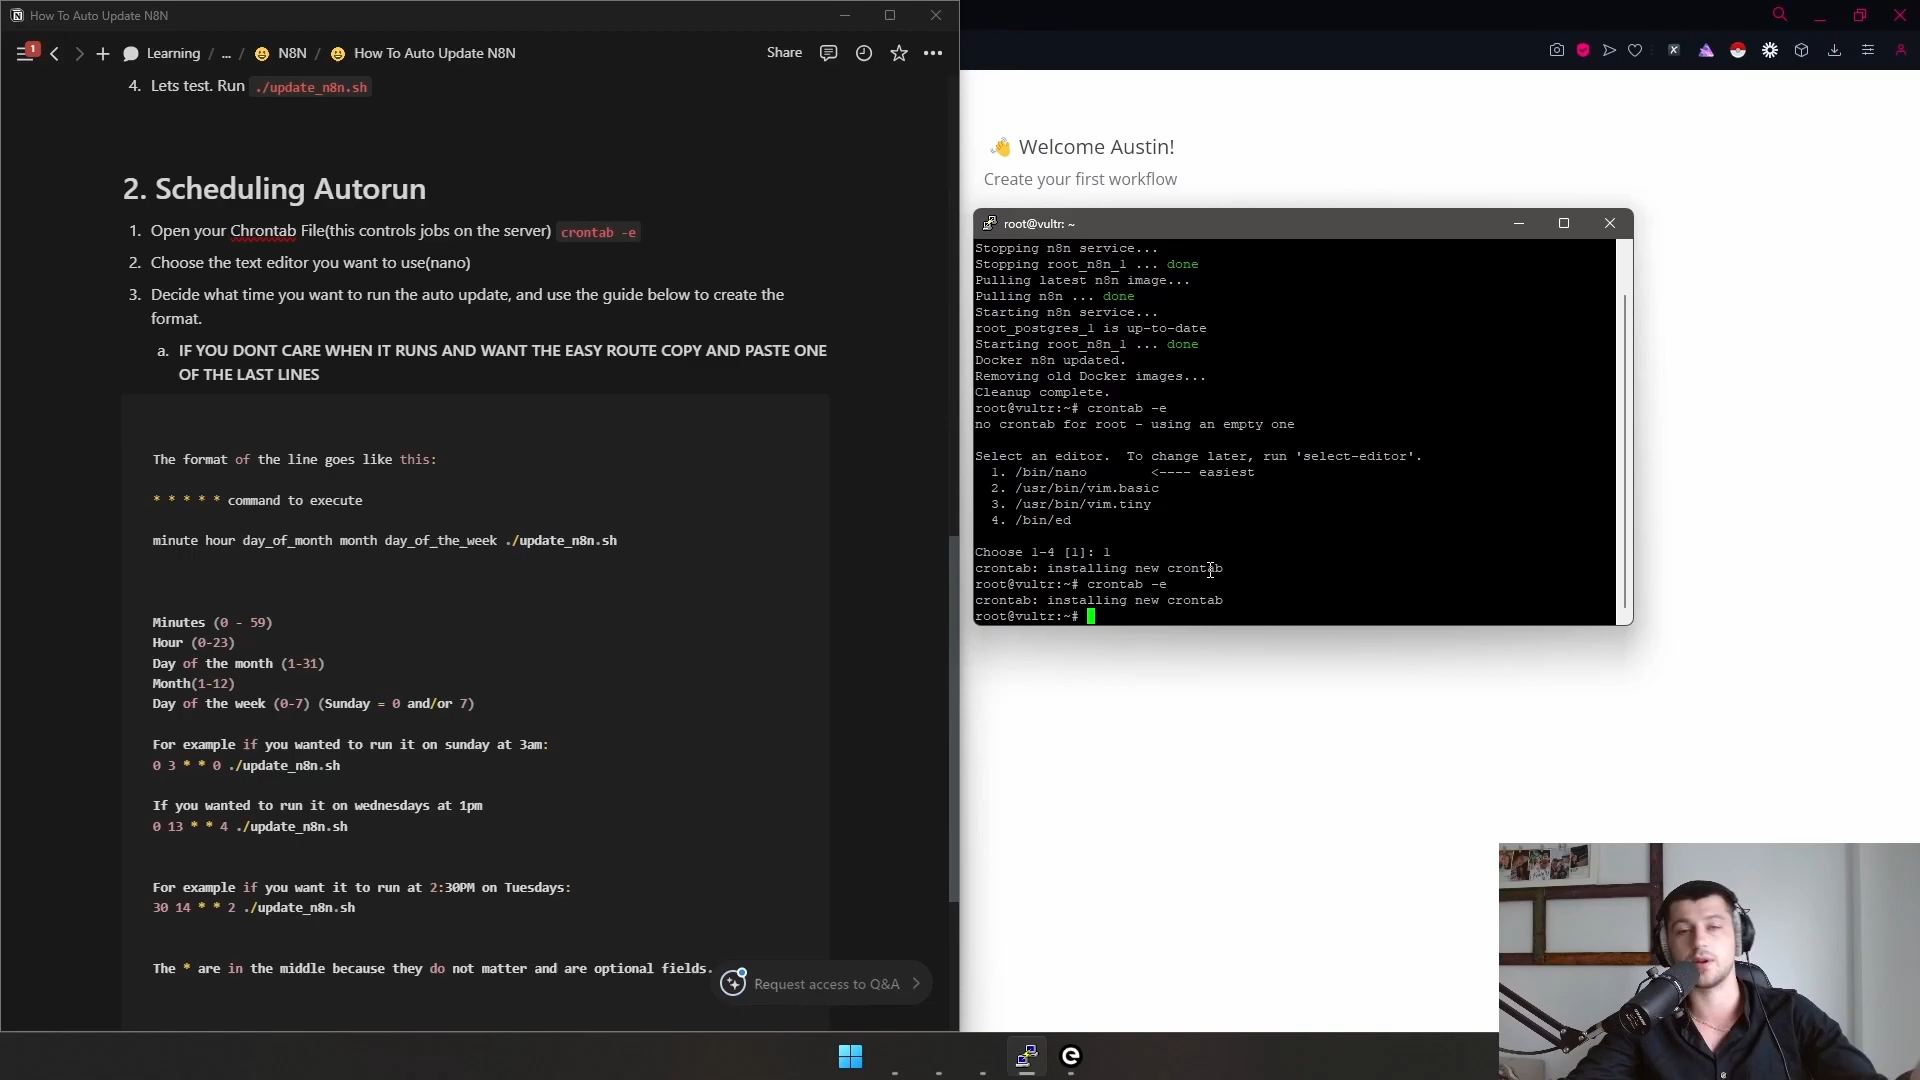 How To Auto Update N8N
1
Learning / ... / N8N / How To Auto Update N8N
Share
4. Lets test. Run ./update_n8n.sh
2. Scheduling Autorun
1. Open your Chrontab File(this controls jobs on the server) crontab -e
2. Choose the text editor you want to use(nano)
3. Decide what time you want to run the auto update, and use the guide below to create the
format.
a. IF YOU DONT CARE WHEN IT RUNS AND WANT THE EASY ROUTE COPY AND PASTE ONE
OF THE LAST LINES
The format of the line goes like this:
* * * * * command to execute
minute hour day_of_month month day_of_the_week ./update_n8n.sh
Minutes (0 - 59)
Hour (0-23)
Day of the month (1-31)
Month(1-12)
Day of the week (0-7) (Sunday = 0 and/or 7)
For example if you wanted to run it on sunday at 3am:
0 3 * * 0 ./update_n8n.sh
If you wanted to run it on wednesdays at 1pm
0 13 * * 4 ./update_n8n.sh
For example if you want it to run at 2:30PM on Tuesdays:
30 14 * * 2 ./update_n8n.sh
The * are in the middle because they do not matter and are optional fields.
Request access to Q&A
👋 Welcome Austin!
Create your first workflow
root@vultr: ~
Stopping n8n service...
Stopping root_n8n_1 ... done
Pulling latest n8n image...
Pulling n8n ... done
Starting n8n service...
root_postgres_1 is up-to-date
Starting root_n8n_1 ... done
Docker n8n updated.
Removing old Docker images...
Cleanup complete.
root@vultr:~# crontab -e
no crontab for root - using an empty one
Select an editor.  To change later, run 'select-editor'.
1. /bin/nano        <---- easiest
2. /usr/bin/vim.basic
3. /usr/bin/vim.tiny
4. /bin/ed
Choose 1-4 [1]: 1
crontab: installing new crontab
root@vultr:~# crontab -e
crontab: installing new crontab
root@vultr:~#